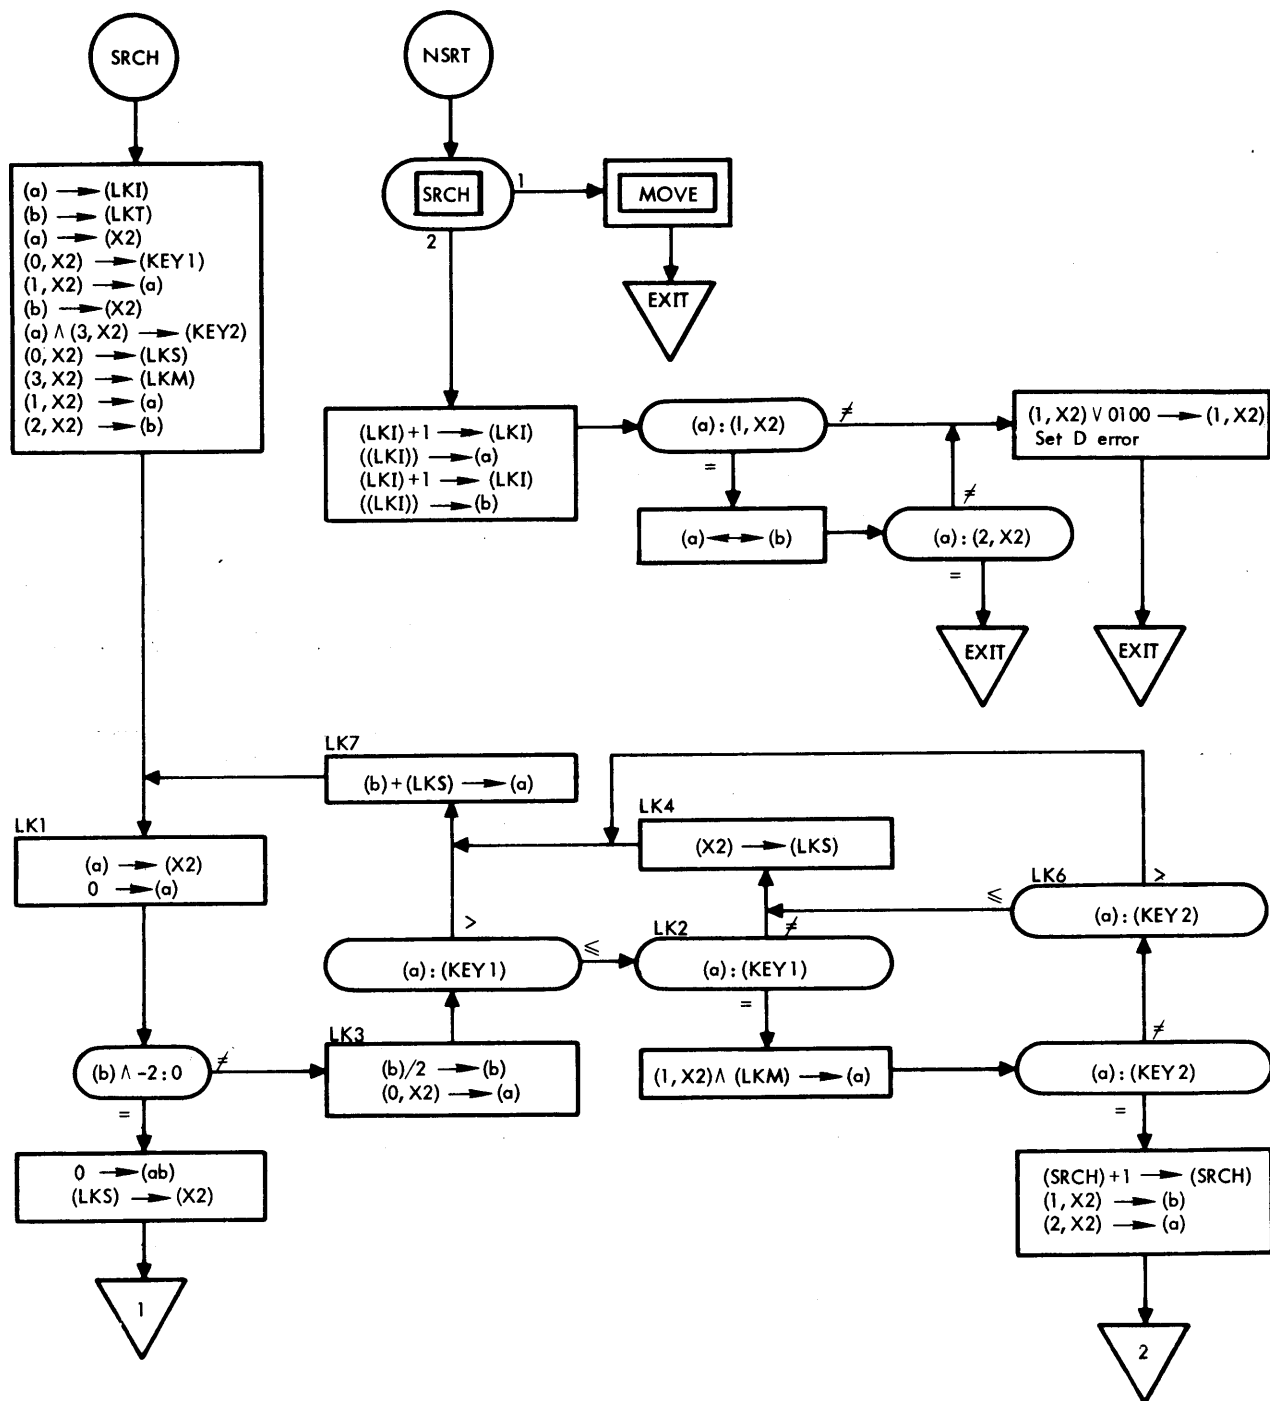 SRCH
(a) → (LKI)
(b) → (LKT)
(a) → (X2)
(0, X2) → (KEY1)
(1, X2) → (a)
(b) → (X2)
(a) ∧ (3, X2) → (KEY2)
(0, X2) → (LKS)
(3, X2) → (LKM)
(1, X2) → (a)
(2, X2) → (b)
NSRT
SRCH
1
2
MOVE
EXIT
(LKI)+1 → (LKI)
((LKI)) → (a)
(LKI)+1 → (LKI)
((LKI)) → (b)
(a) : (1, X2)
≠
=
(a) ↔ (b)
(a) : (2, X2)
≠
=
(1, X2) V 0100 → (1, X2)
Set D error
EXIT
EXIT
LK7
(b)+(LKS) → (a)
LK4
(X2) → (LKS)
LK1
(a) → (X2)
0 → (a)
>
(a) : (KEY1)
≤
LK2
≠
(a) : (KEY1)
=
LK6
>
≤
(a) : (KEY2)
(b) ∧ -2:0
≠
=
LK3
(b)/2 → (b)
(0, X2) → (a)
(1, X2) ∧ (LKM) → (a)
≠
(a) : (KEY2)
=
0 → (ab)
(LKS) → (X2)
1
(SRCH)+1 → (SRCH)
(1, X2) → (b)
(2, X2) → (a)
2